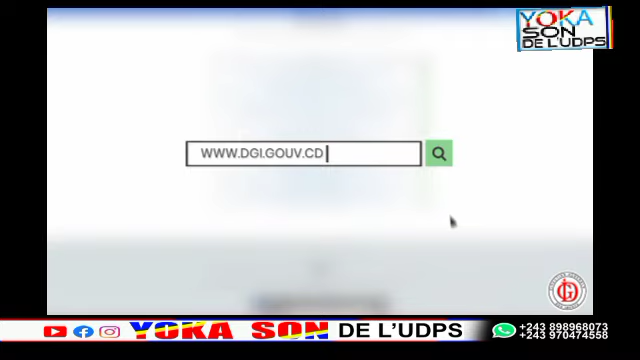 YOKA
SON
DE L'UDPS
WWW.DGI.GOUV.CD
YOKA SON DE L'UDPS
+243 898968073
+243 970474558